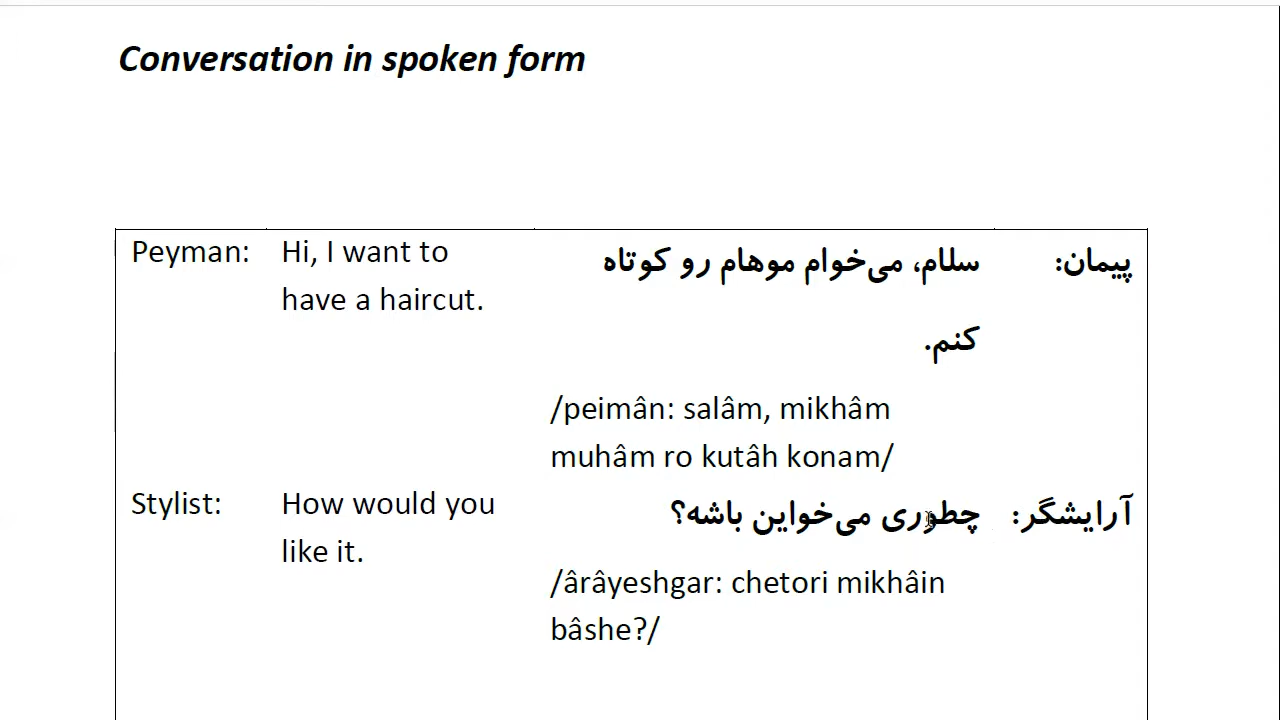 Conversation in spoken form
Peyman:
Hi, I want to
have a haircut.
پیمان:
سلام، می‌خوام موهام رو کوتاه
کنم.
/peimân: salâm, mikhâm
muhâm ro kutâh konam/
Stylist:
How would you
like it.
آرایشگر:
چطوری می‌خواین باشه؟
/ârâyeshgar: chetori mikhâin
bâshe?/